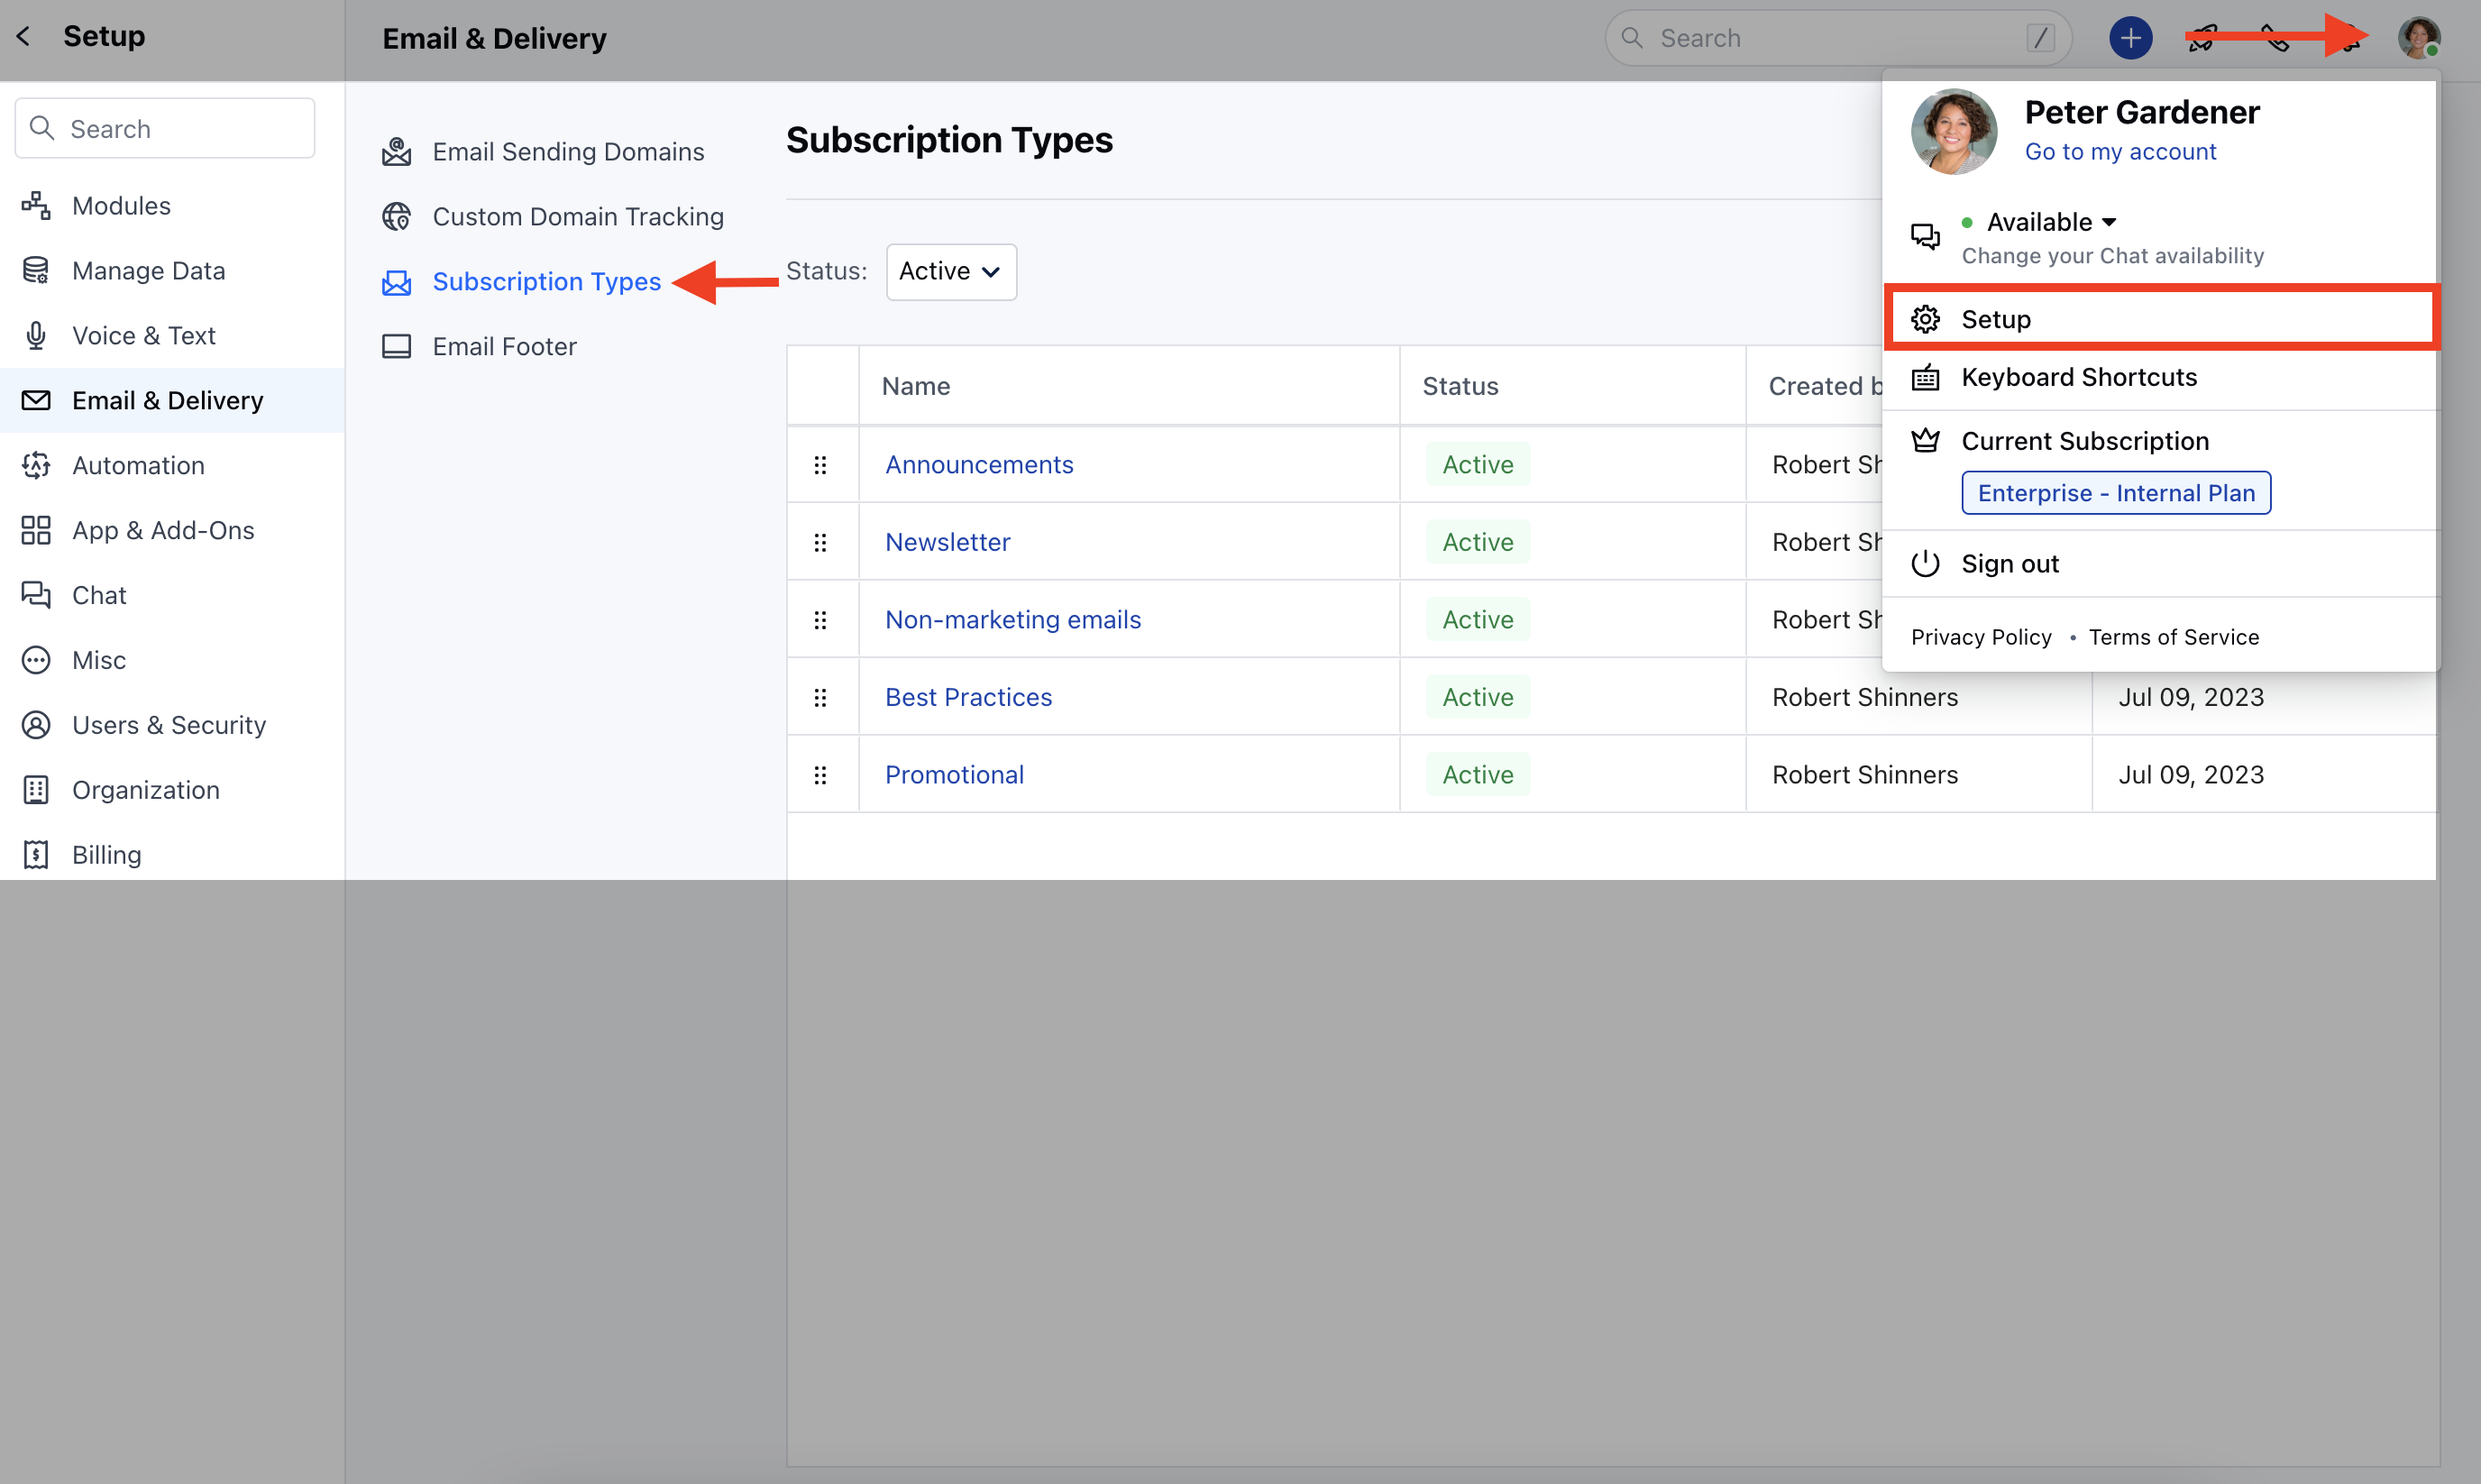 Setup
Email & Delivery
Search /
Search
Modules
Manage Data
Voice & Text
Email & Delivery
Automation
App & Add-Ons
Chat
Misc
Users & Security
Organization
Billing
Email Sending Domains
Custom Domain Tracking
Subscription Types
Email Footer
Subscription Types
Status: Active
Name Status Created b
Announcements Active Robert Sh
Newsletter Active Robert Sh
Non-marketing emails Active Robert Sh
Best Practices Active Robert Shinners Jul 09, 2023
Promotional Active Robert Shinners Jul 09, 2023
Peter Gardener
Go to my account
Available
Change your Chat availability
Setup
Keyboard Shortcuts
Current Subscription
Enterprise - Internal Plan
Sign out
Privacy Policy • Terms of Service